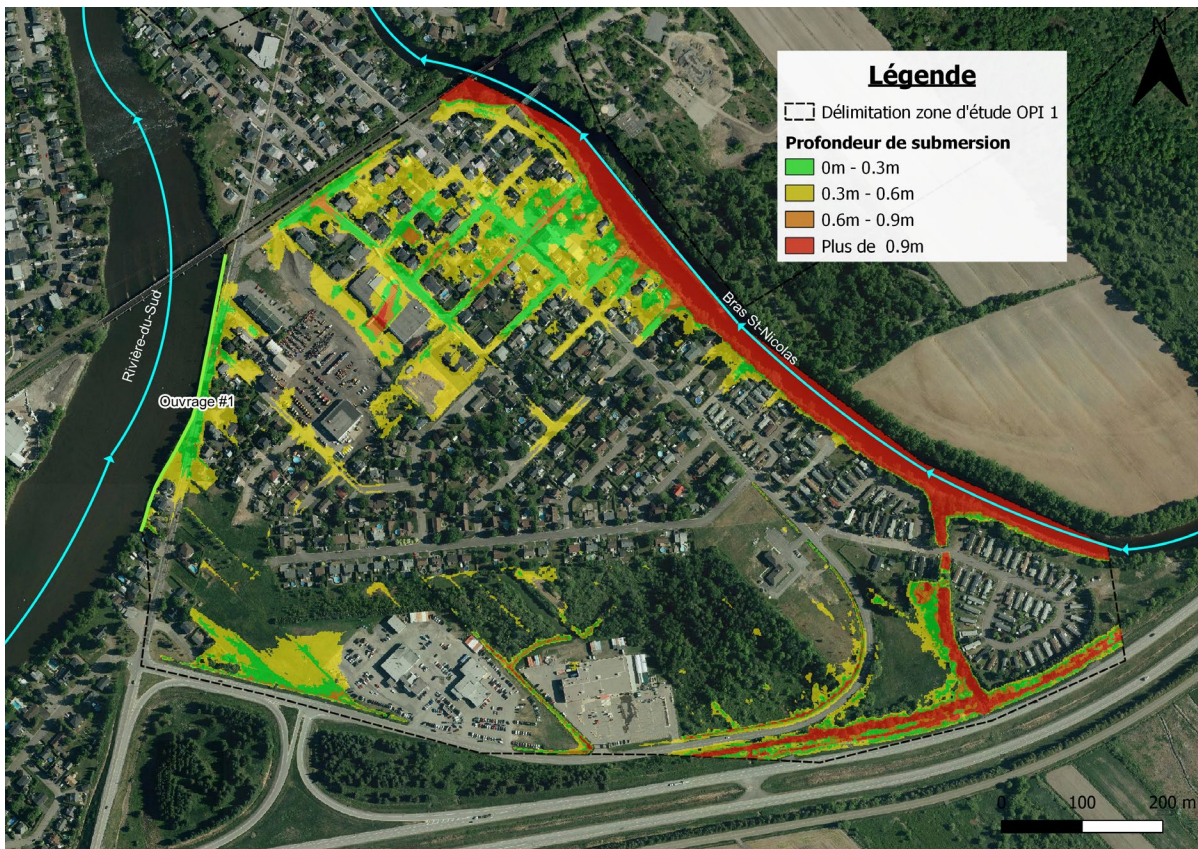 N
Légende
Délimitation zone d'étude OPI 1
Profondeur de submersion
0m - 0.3m
0.3m - 0.6m
0.6m - 0.9m
Plus de 0.9m
Rivière-du-Sud
Bras St-Nicolas
Ouvrage #1
0 100 200 m